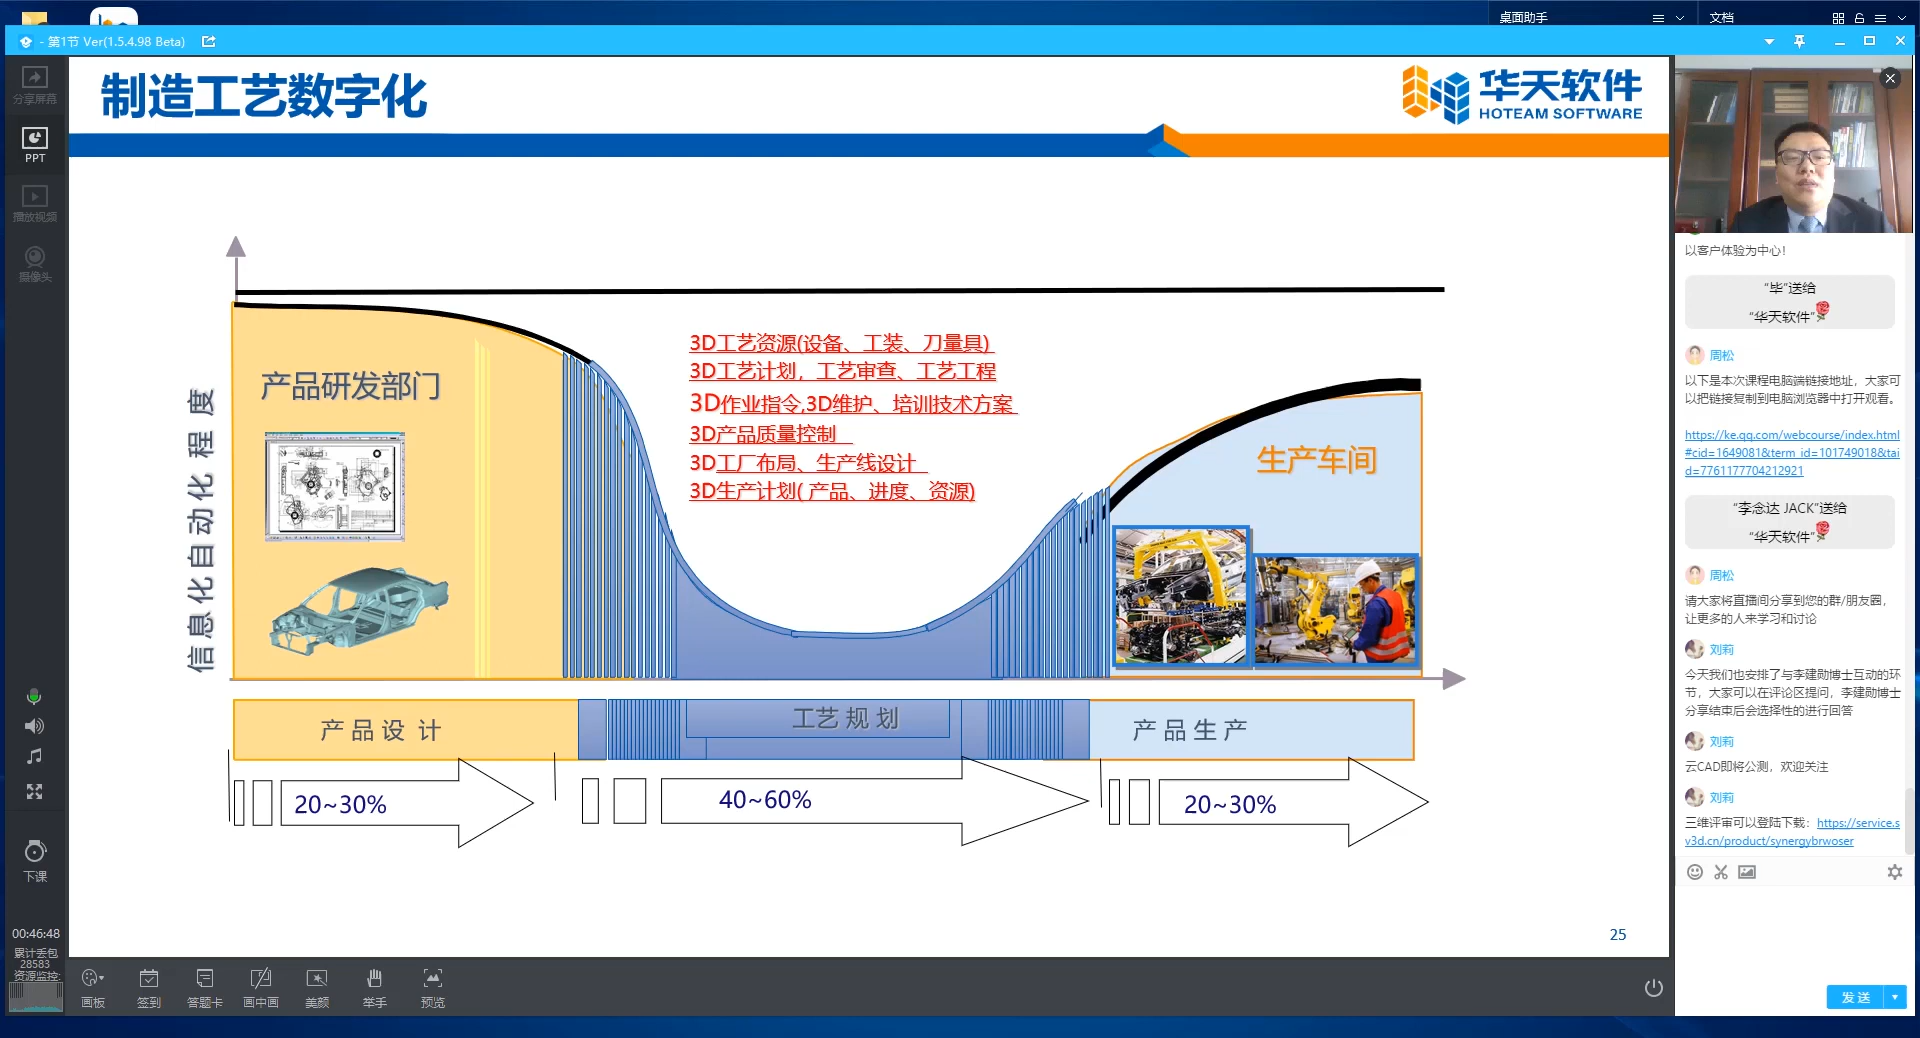 桌面助手
文档
- 第1节 Ver(1.5.4.98 Beta)
分享屏幕
PPT
播放视频
摄像头
下课
00:46:48
累计丢包
28583
资源监控:
制造工艺数字化
华天软件
HOTEAM SOFTWARE
信息化自动化程度
产品研发部门
3D工艺资源(设备、工装、刀量具)
3D工艺计划，工艺审查、工艺工程
3D作业指令,3D维护、培训技术方案
3D产品质量控制
3D工厂布局、生产线设计
3D生产计划( 产品、进度、资源)
生产车间
产 品 设 计
工艺 规 划
产 品 生 产
20~30%
40~60%
20~30%
25
画板
签到
答题卡
画中画
美颜
举手
预览
以客户体验为中心！
“毕”送给
“华天软件”
周松
以下是本次课程电脑端链接地址，大家可
以把链接复制到电脑浏览器中打开观看。
https://ke.qq.com/webcourse/index.html
#cid=1649081&term_id=101749018&tai
d=7761177704212921
“李念达 JACK”送给
“华天软件”
周松
请大家将直播间分享到您的群/朋友圈，
让更多的人来学习和讨论
刘莉
今天我们也安排了与李建勋博士互动的环
节，大家可以在评论区提问，李建勋博士
分享结束后会选择性的进行回答
刘莉
云CAD即将公测，欢迎关注
刘莉
三维评审可以登陆下载：https://service.s
v3d.cn/product/synergybrwoser
发 送